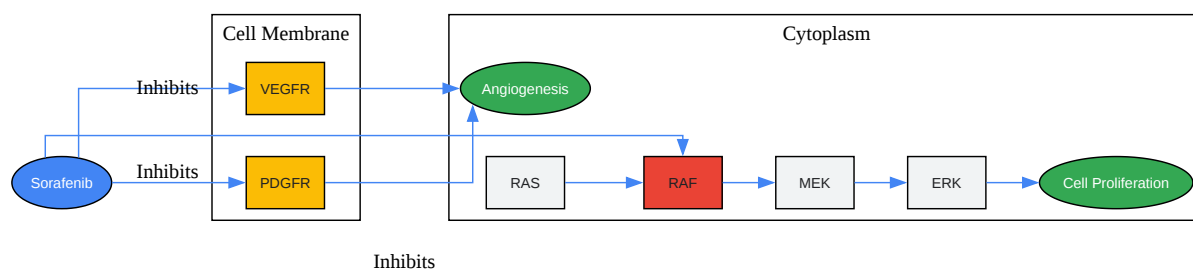 Cell Membrane
Cytoplasm
Inhibits
VEGFR
Angiogenesis
Sorafenib
Inhibits
PDGFR
RAS
RAF
MEK
ERK
Cell Proliferation
Inhibits